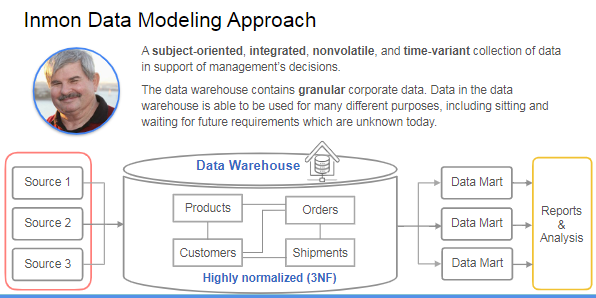 Inmon Data Modeling Approach
A subject-oriented, integrated, nonvolatile, and time-variant collection of data
in support of management's decisions.
The data warehouse contains granular corporate data. Data in the data
warehouse is able to be used for many different purposes, including sitting and
waiting for future requirements which are unknown today.
Source 1
Source 2
Source 3
Data Warehouse
Products
Orders
Customers
Shipments
Highly normalized (3NF)
Data Mart
Data Mart
Data Mart
Reports
&
Analysis